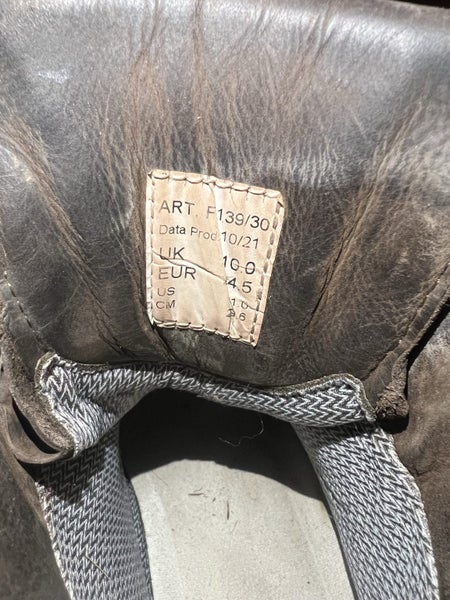 ART. F139/30
Data Prod. 10/21
UK 10.0
EUR
US
CM